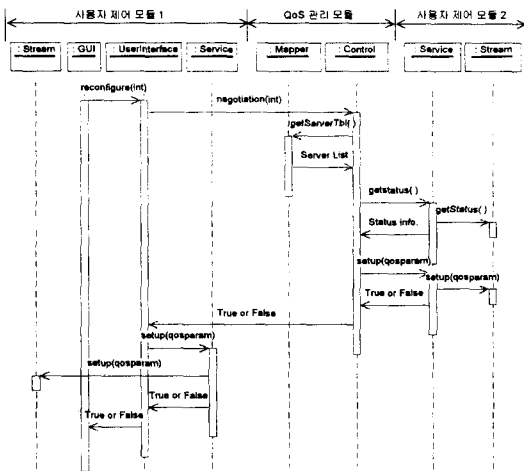 사용자 제어 모듈 1
QoS 관리 모듈
사용자 제어 모듈 2
: Stream
: GUI
: UserInterface
: Service
: Mapper
: Control
: Service
: Stream
reconfigure(int)
negotiation(int)
getServerTbl( )
Server List
getstatus( )
getStatus( )
Status info.
setup(qosparam)
setup(qosparam)
True or False
True or False
setup(qosparam)
setup(qosparam)
True or False
True or False